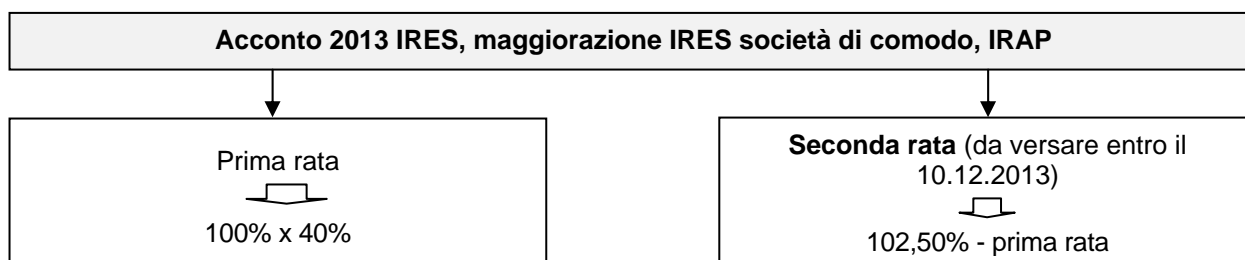 Acconto 2013 IRES, maggiorazione IRES società di comodo, IRAP
Prima rata
100% x 40%
Seconda rata (da versare entro il
10.12.2013)
102,50% - prima rata